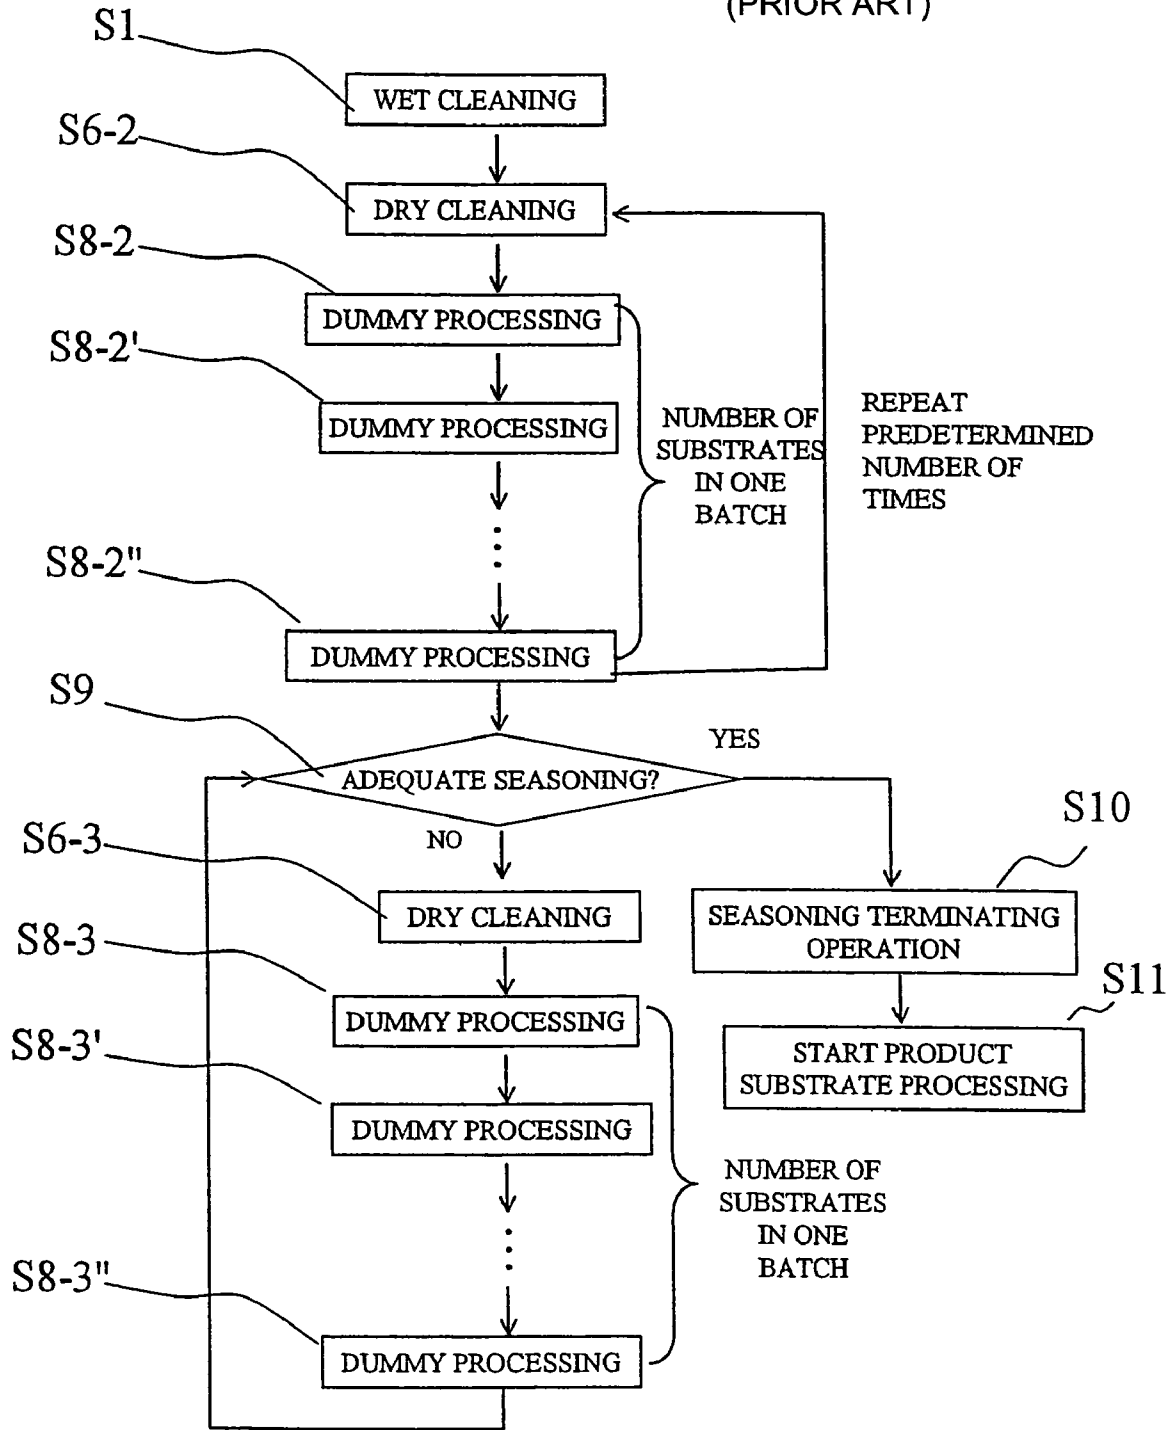 (PRIOR ART)
S1
WET CLEANING
S6-2
DRY CLEANING
S8-2
DUMMY PROCESSING
S8-2'
DUMMY PROCESSING
NUMBER OF
SUBSTRATES
IN ONE
BATCH
REPEAT
PREDETERMINED
NUMBER OF
TIMES
S8-2"
DUMMY PROCESSING
S9
ADEQUATE SEASONING?
YES
NO
S6-3
DRY CLEANING
S10
SEASONING TERMINATING
OPERATION
S8-3
DUMMY PROCESSING
S11
START PRODUCT
SUBSTRATE PROCESSING
S8-3'
DUMMY PROCESSING
NUMBER OF
SUBSTRATES
IN ONE
BATCH
S8-3"
DUMMY PROCESSING